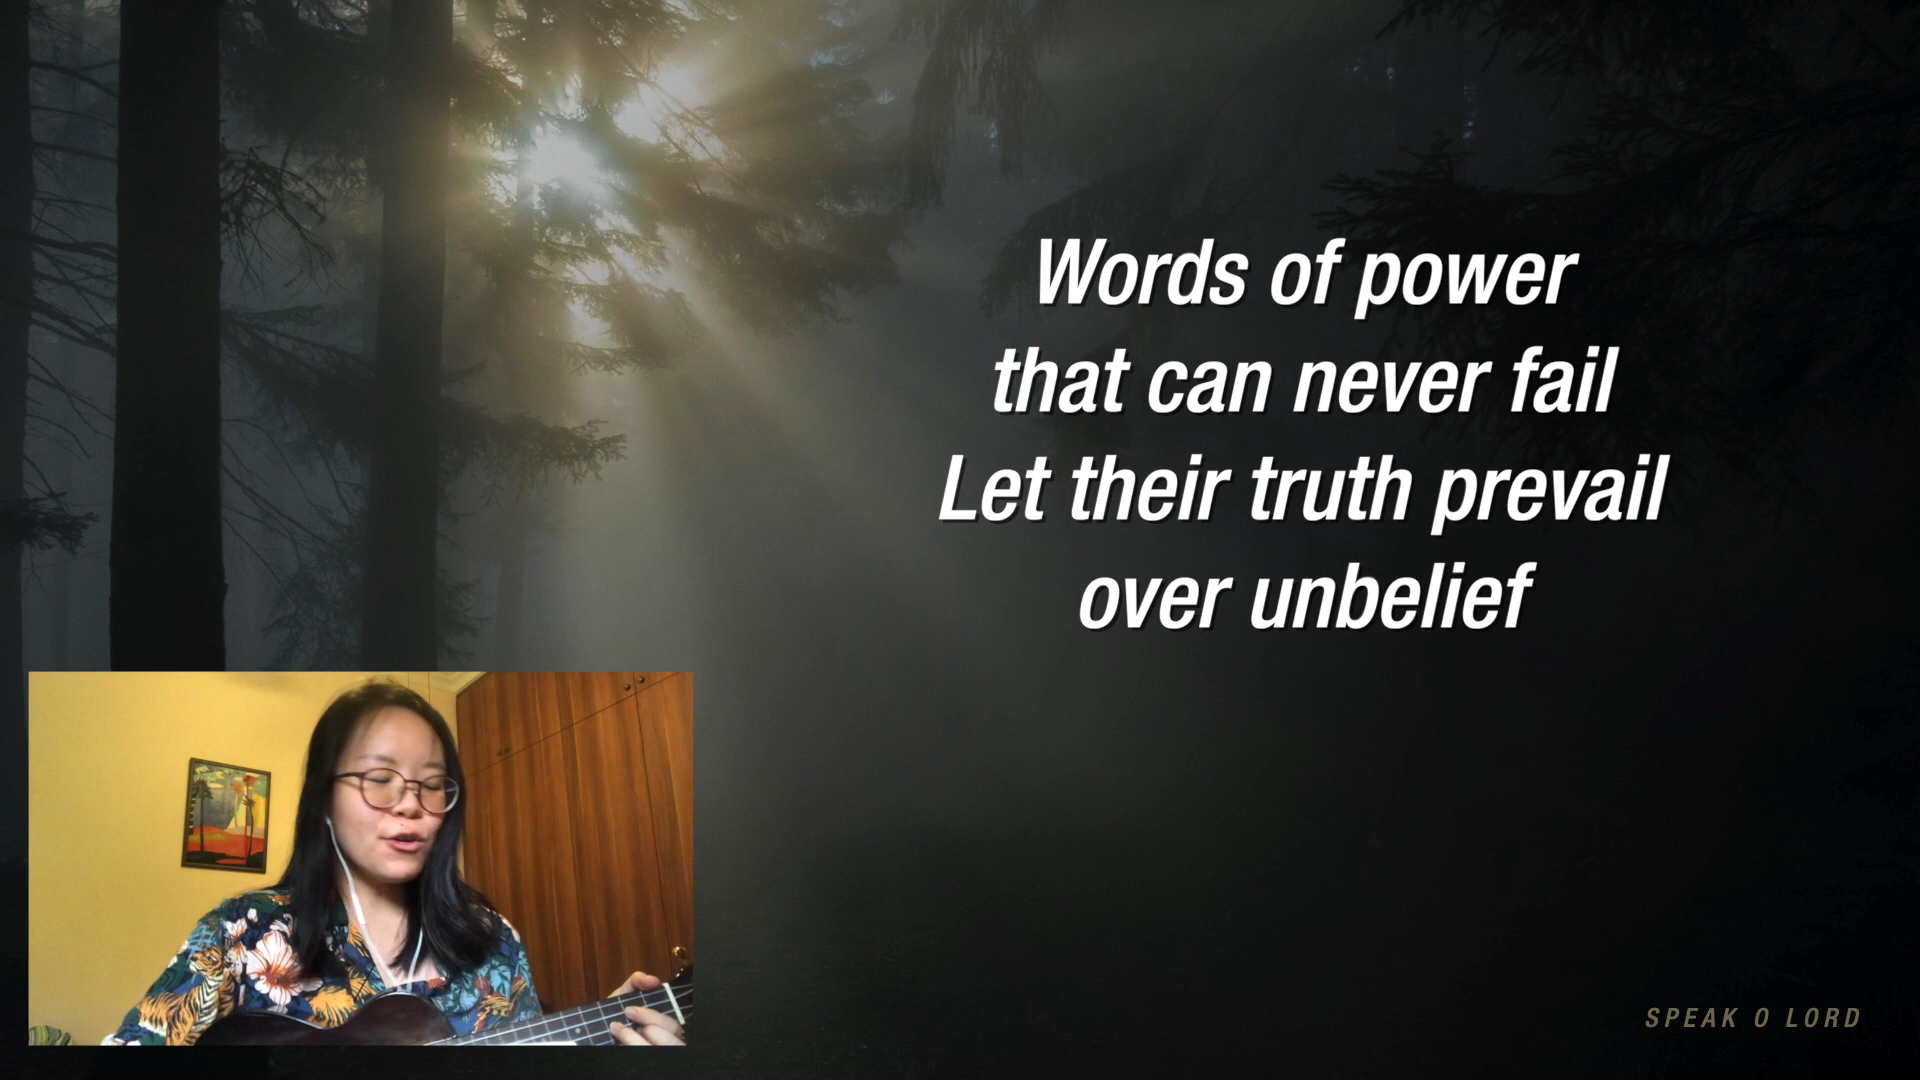 Words of power
that can never fail
Let their truth prevail
over unbelief
SPEAK O LORD